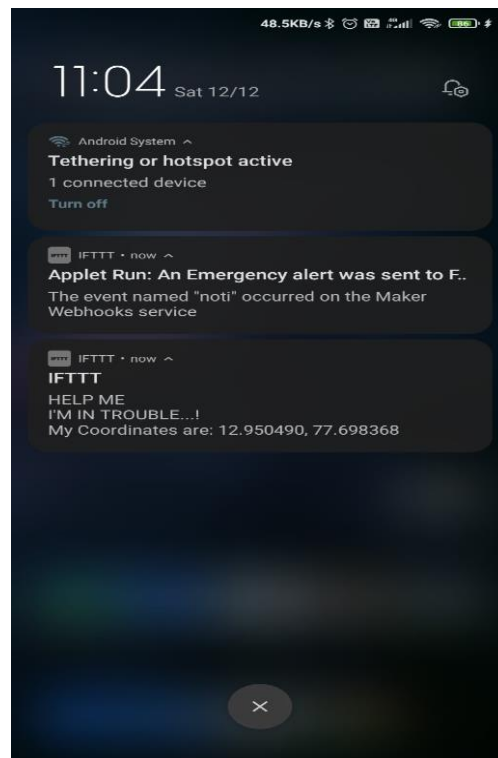 48.5KB/s
11:04 Sat 12/12
Android System
Tethering or hotspot active
1 connected device
Turn off
IFTTT • now
Applet Run: An Emergency alert was sent to F..
The event named "noti" occurred on the Maker
Webhooks service
IFTTT • now
IFTTT
HELP ME
I'M IN TROUBLE...!
My Coordinates are: 12.950490, 77.698368